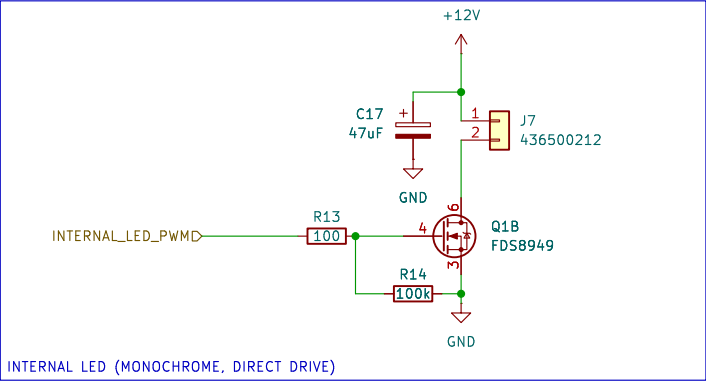 +12V
C17
47uF
+
1
2
J7
436500212
GND
INTERNAL_LED_PWM
R13
100
4
6
3
Q1B
FDS8949
R14
100k
GND
INTERNAL LED (MONOCHROME, DIRECT DRIVE)